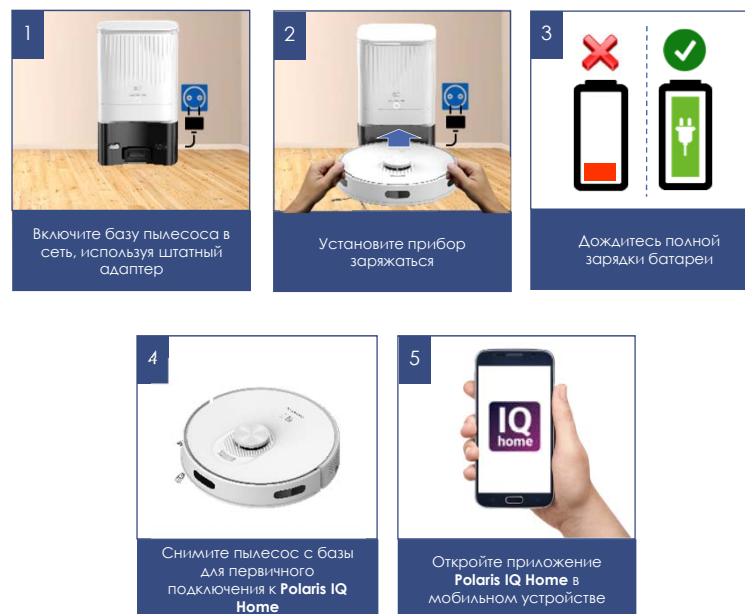 1
2
3
Включите базу пылесоса в
сеть, используя штатный
адаптер
Установите прибор
заряжаться
Дождитесь полной
зарядки батареи
4
5
IQ
home
Снимите пылесос с базы
для первичного
подключения к Polaris IQ
Home
Откройте приложение
Polaris IQ Home в
мобильном устройстве